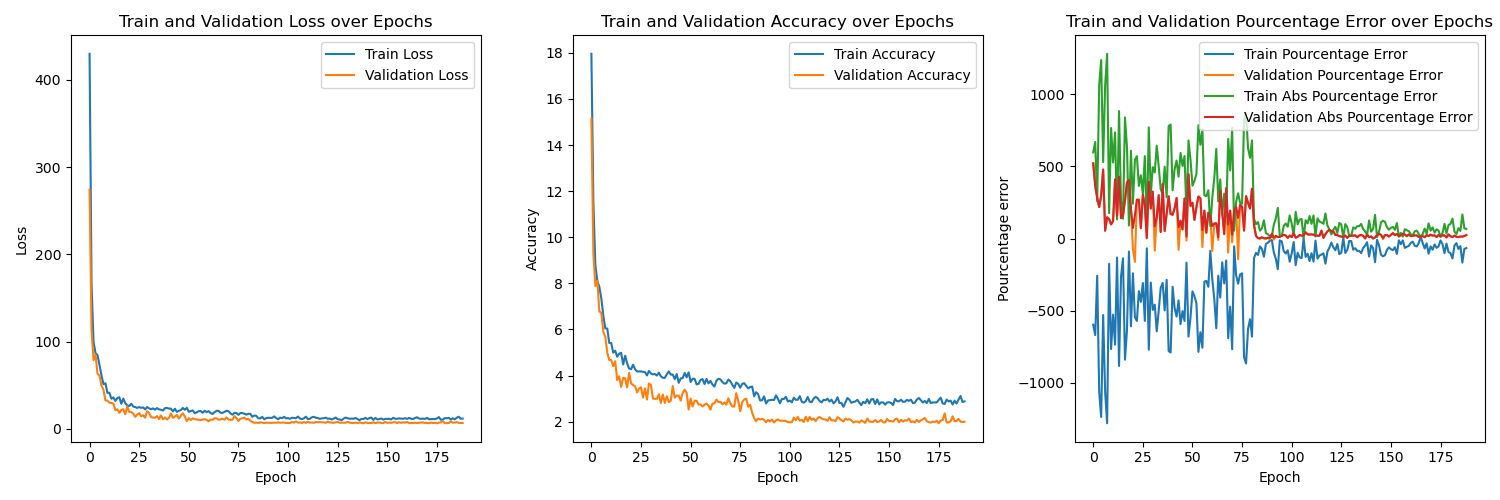 Train and Validation Loss over Epochs
Train Loss
Validation Loss
Loss
400
300
200
100
0
0 25 50 75 100 125 150 175
Epoch
Train and Validation Accuracy over Epochs
Train Accuracy
Validation Accuracy
Accuracy
18
16
14
12
10
8
6
4
2
0 25 50 75 100 125 150 175
Epoch
Train and Validation Pourcentage Error over Epochs
Train Pourcentage Error
Validation Pourcentage Error
Train Abs Pourcentage Error
Validation Abs Pourcentage Error
Pourcentage error
1000
500
0
−500
−1000
0 25 50 75 100 125 150 175
Epoch